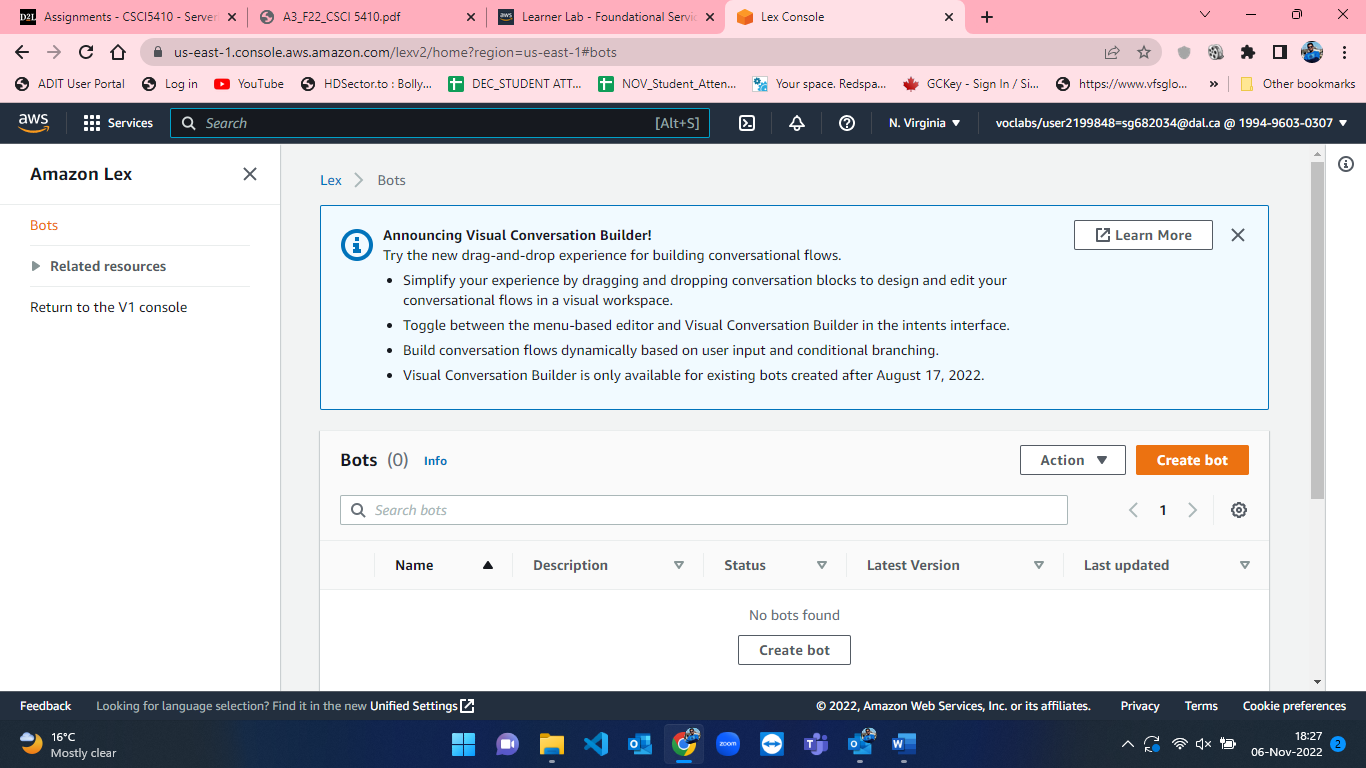 Assignments - CSCI5410 - Server
A3_F22_CSCI 5410.pdf
Learner Lab - Foundational Servic
Lex Console
us-east-1.console.aws.amazon.com/lexv2/home?region=us-east-1#bots
ADIT User Portal
Log in
YouTube
HDSector.to : Bolly...
DEC_STUDENT ATT...
NOV_Student_Atten...
Your space. Redspa...
GCKey - Sign In / Si...
https://www.vfsglo...
»
Other bookmarks
aws
Services
Search
[Alt+S]
N. Virginia
voclabs/user2199848=sg682034@dal.ca @ 1994-9603-0307
Amazon Lex
Bots
Related resources
Return to the V1 console
Lex
Bots
Announcing Visual Conversation Builder!
Learn More
Try the new drag-and-drop experience for building conversational flows.
• Simplify your experience by dragging and dropping conversation blocks to design and edit your
conversational flows in a visual workspace.
• Toggle between the menu-based editor and Visual Conversation Builder in the intents interface.
• Build conversation flows dynamically based on user input and conditional branching.
• Visual Conversation Builder is only available for existing bots created after August 17, 2022.
Bots (0) Info
Action
Create bot
Search bots
1
Name
Description
Status
Latest Version
Last updated
No bots found
Create bot
Feedback
Looking for language selection? Find it in the new Unified Settings
© 2022, Amazon Web Services, Inc. or its affiliates.
Privacy
Terms
Cookie preferences
16°C
Mostly clear
zoom
18:27
06-Nov-2022
2